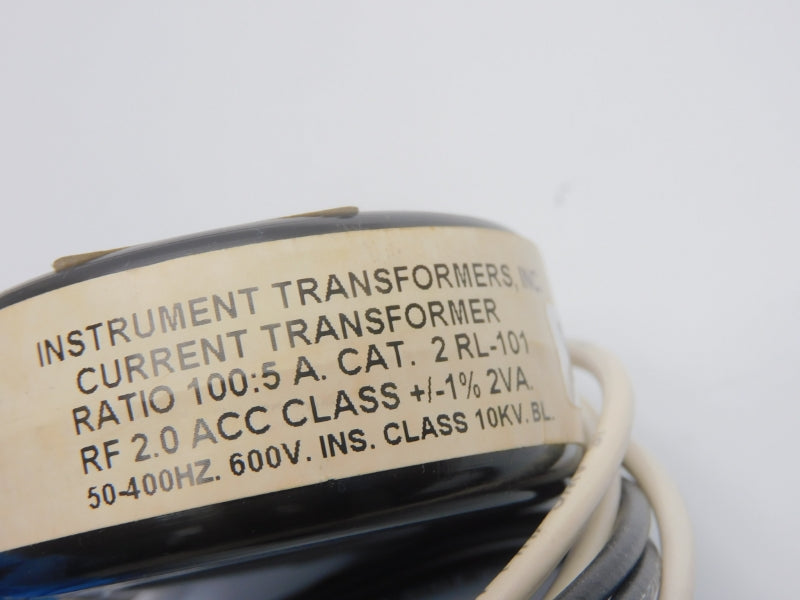 INSTRUMENT TRANSFORMERS, INC.
CURRENT TRANSFORMER
RATIO 100:5 A. CAT. 2 RL-101
RF 2.0 ACC CLASS +/-1% 2VA.
50-400HZ. 600V. INS. CLASS 10KV. BL.